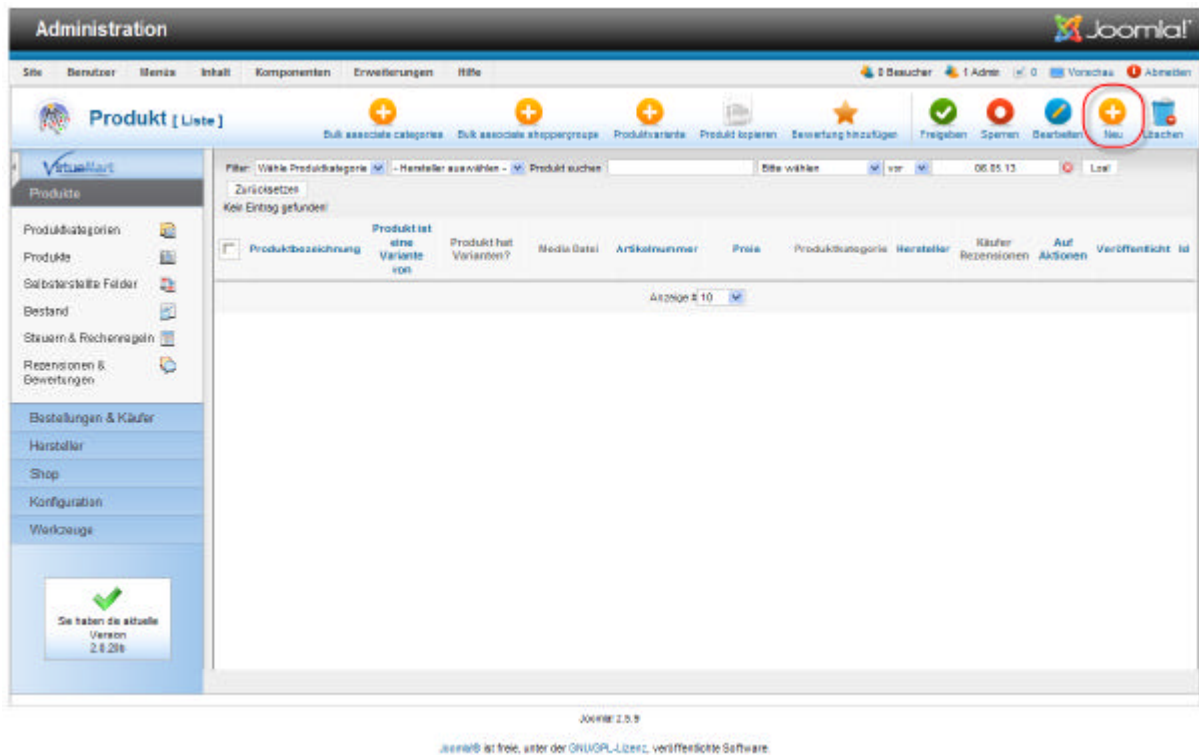 Administration
Joomla!
Site Benutzer Menüs Inhalt Komponenten Erweiterungen Hilfe
0 Besucher 1 Admin 0 Vorschau Abmelden
Produkt [ Liste ]
Bulk associate categories Bulk associate shoppergroups Produktvariante Produkt kopieren Bewertung hinzufügen Freigeben Sperren Bearbeiten Neu Löschen
VirtueMart
Produkte
Produktkategorien
Produkte
Selbsterstellte Felder
Bestand
Steuern & Rechenregeln
Rezensionen &
Bewertungen
Bestellungen & Käufer
Hersteller
Shop
Konfiguration
Werkzeuge
Sie haben die aktuelle
Version
Filter: Wähle Produktkategorie - Hersteller auswählen - Produkt suchen Bitte wählen vor 06.05.13 Los!
Zurücksetzen
Kein Eintrag gefunden!
Produktbezeichnung
Produkt ist
eine
Variante
von
Produkt hat
Varianten?
Media Datei
Artikelnummer
Preis
Produktkategorie
Hersteller
Käufer
Rezensionen
Auf
Aktionen
Veröffentlicht
Id
Anzeige # 10
Joomla! 2.5.9
Joomla!® ist freie, unter der GNU/GPL-Lizenz, veröffentlichte Software.